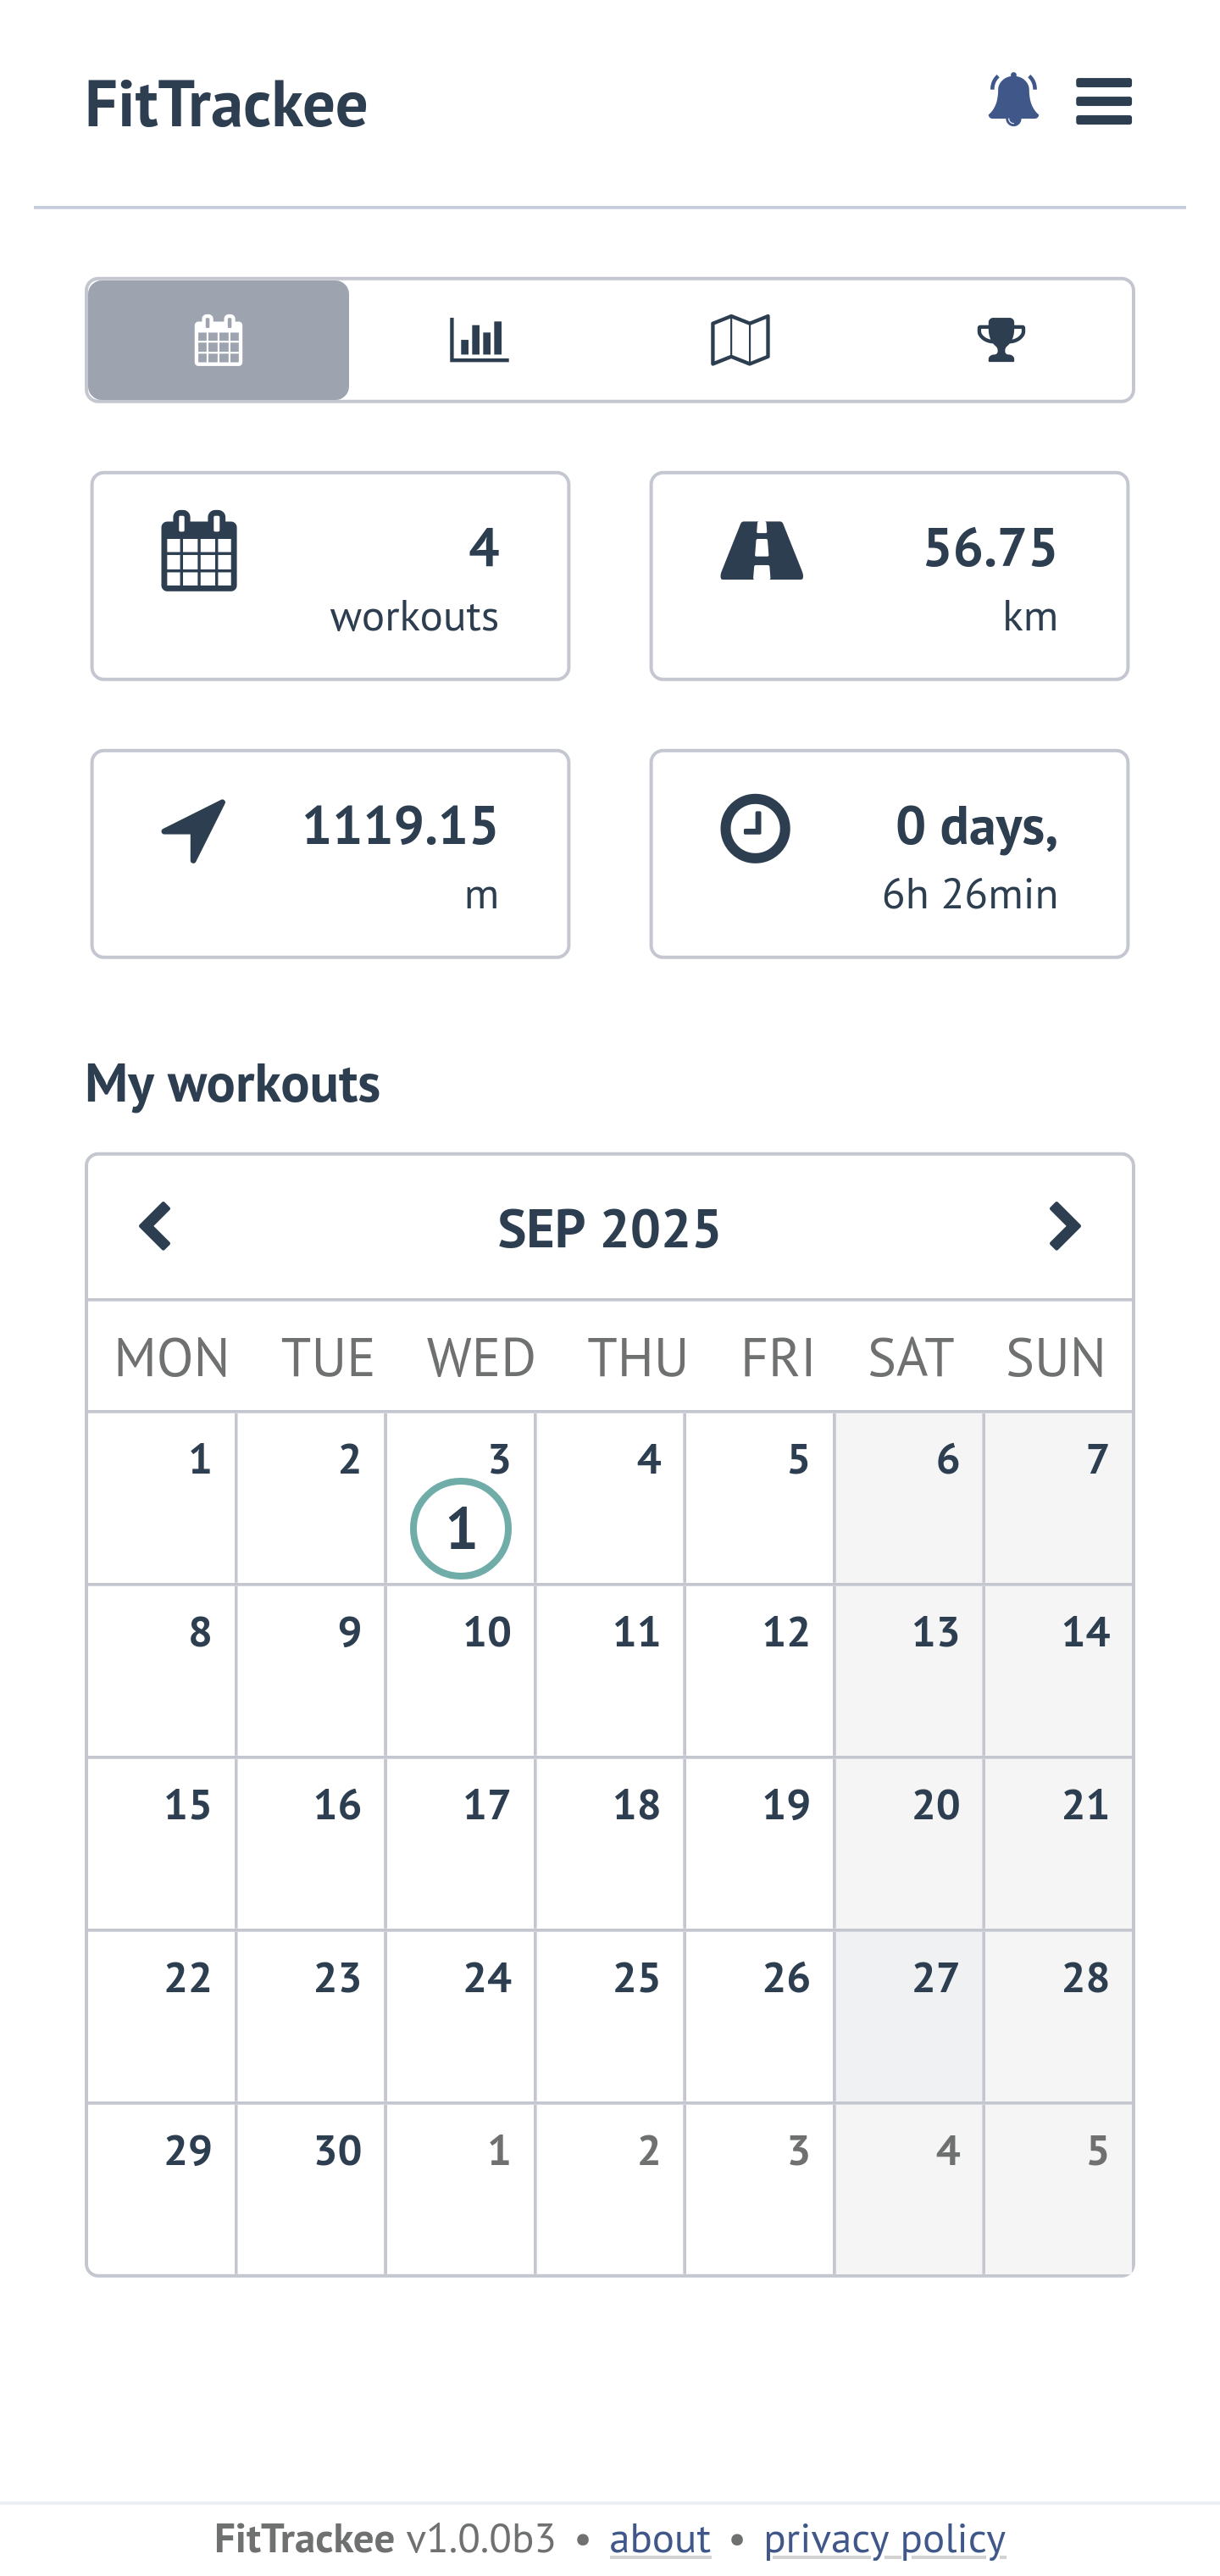 FitTrackee
4
workouts
56.75
km
1119.15
m
0 days,
6h 26min
My workouts
SEP 2025
MON TUE WED THU FRI SAT SUN
1 2 3 4 5 6 7
1
8 9 10 11 12 13 14
15 16 17 18 19 20 21
22 23 24 25 26 27 28
29 30 1 2 3 4 5
FitTrackee v1.0.0b3 • about • privacy policy